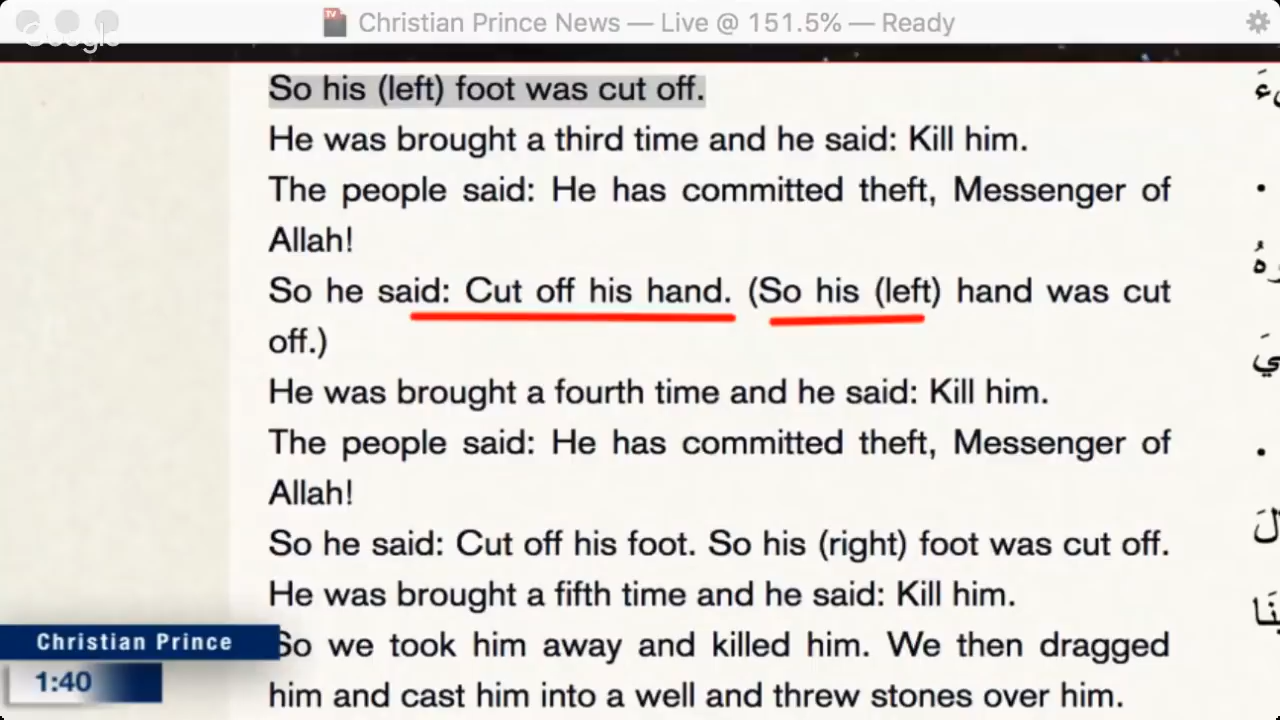 Christian Prince News — Live @ 151.5% — Ready
TV
Google
So his (left) foot was cut off.
He was brought a third time and he said: Kill him.
The people said: He has committed theft, Messenger of
Allah!
So he said: Cut off his hand. (So his (left) hand was cut
off.)
He was brought a fourth time and he said: Kill him.
The people said: He has committed theft, Messenger of
Allah!
So he said: Cut off his foot. So his (right) foot was cut off.
He was brought a fifth time and he said: Kill him.
So we took him away and killed him. We then dragged
him and cast him into a well and threw stones over him.
Christian Prince
1:40